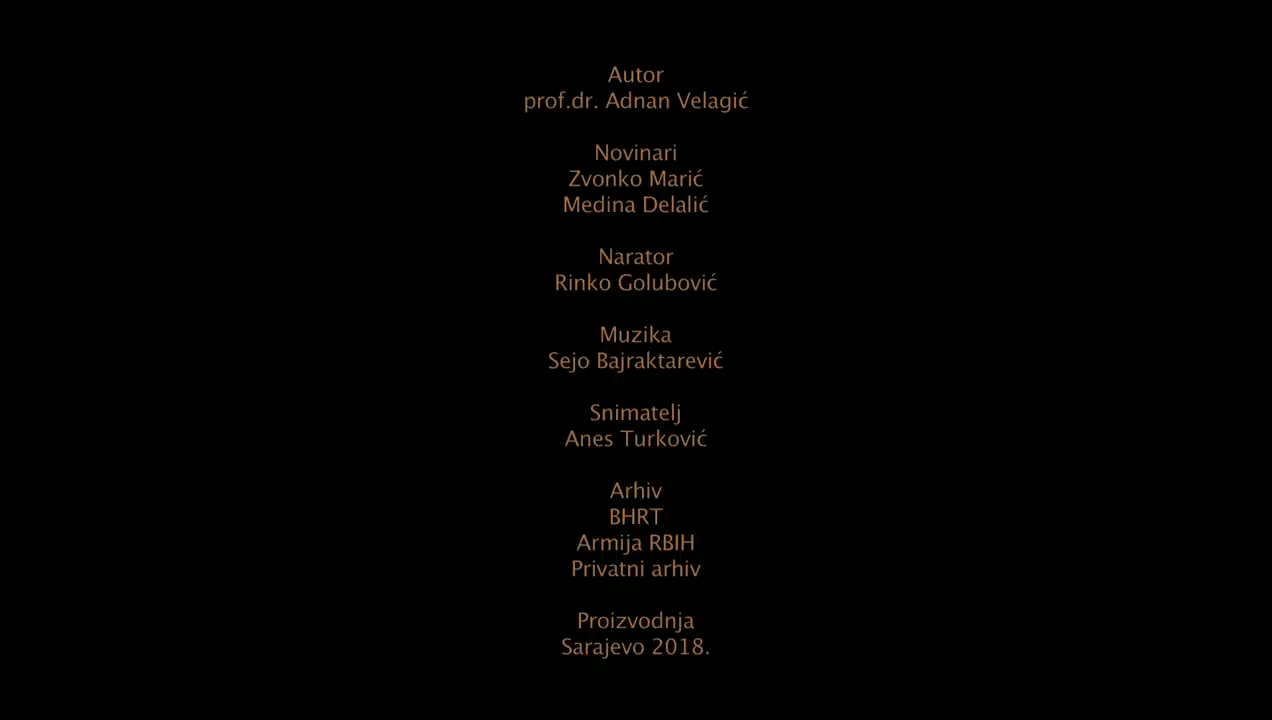 Autor
prof.dr. Adnan Velagić
Novinari
Zvonko Marić
Medina Delalić
Narator
Rinko Golubović
Muzika
Sejo Bajraktarević
Snimatelj
Anes Turković
Arhiv
BHRT
Armija RBIH
Privatni arhiv
Proizvodnja
Sarajevo 2018.